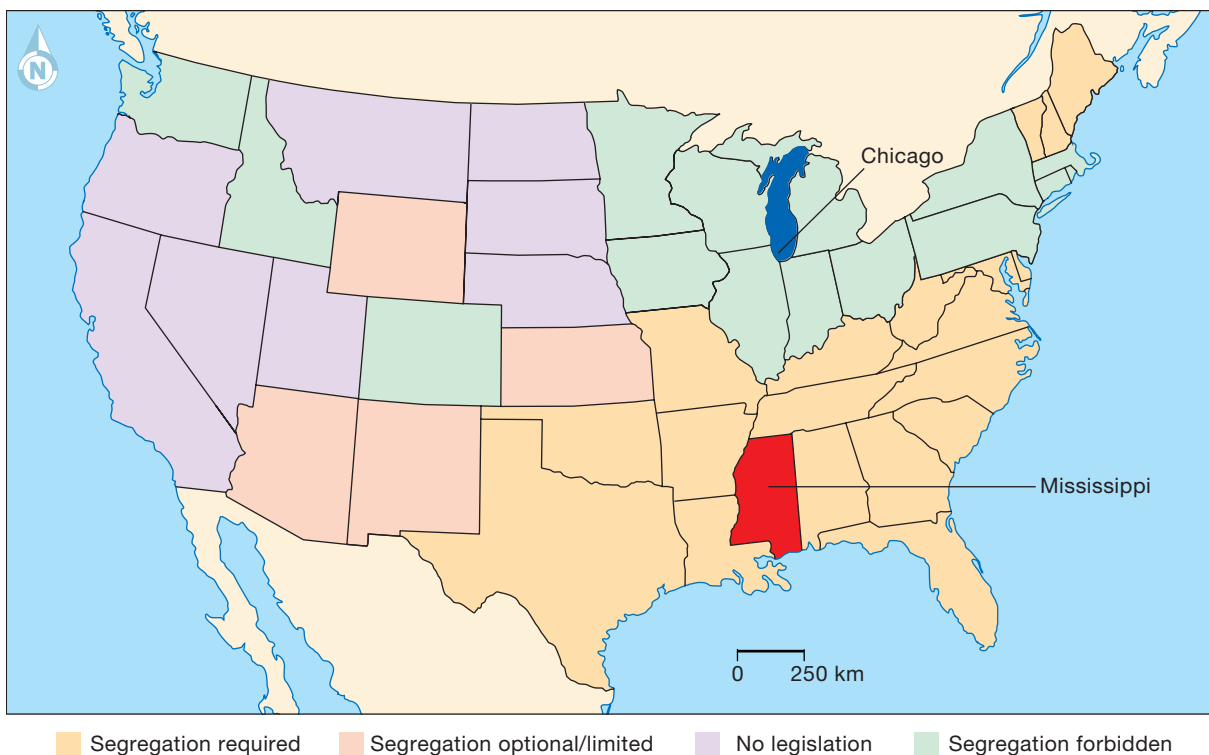 N
Chicago
Mississippi
0 250 km
Segregation required Segregation optional/limited No legislation Segregation forbidden